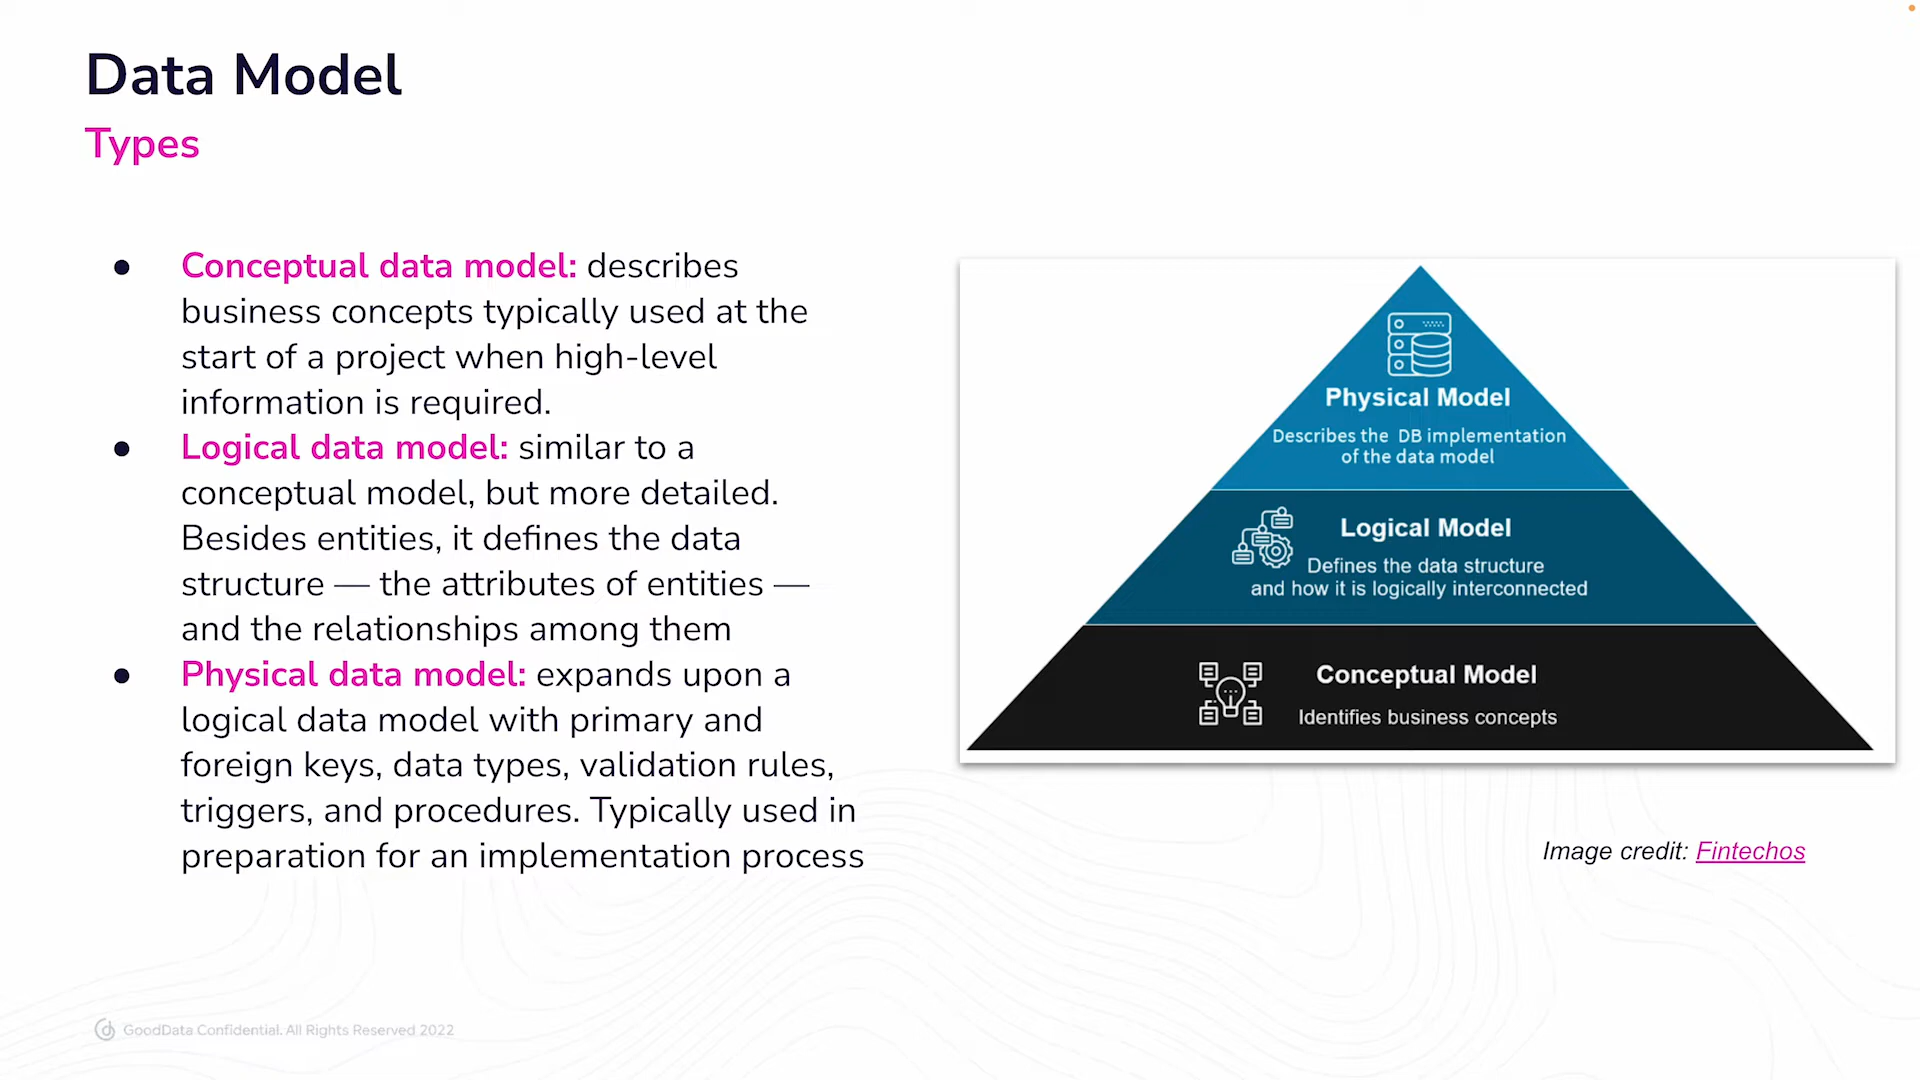 Data Model
Types
● Conceptual data model: describes
business concepts typically used at the
start of a project when high-level
information is required.
● Logical data model: similar to a
conceptual model, but more detailed.
Besides entities, it defines the data
structure — the attributes of entities —
and the relationships among them
● Physical data model: expands upon a
logical data model with primary and
foreign keys, data types, validation rules,
triggers, and procedures. Typically used in
preparation for an implementation process
Physical Model
Describes the DB implementation
of the data model
Logical Model
Defines the data structure
and how it is logically interconnected
Conceptual Model
Identifies business concepts
Image credit: Fintechos
GoodData Confidential. All Rights Reserved 2022